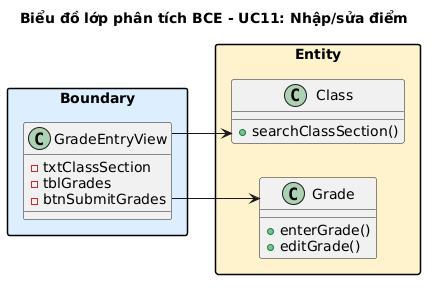 Biểu đồ lớp phân tích BCE - UC11: Nhập/sửa điểm
Boundary
C GradeEntryView
txtClassSection
tblGrades
btnSubmitGrades
Entity
C Class
searchClassSection()
C Grade
enterGrade()
editGrade()